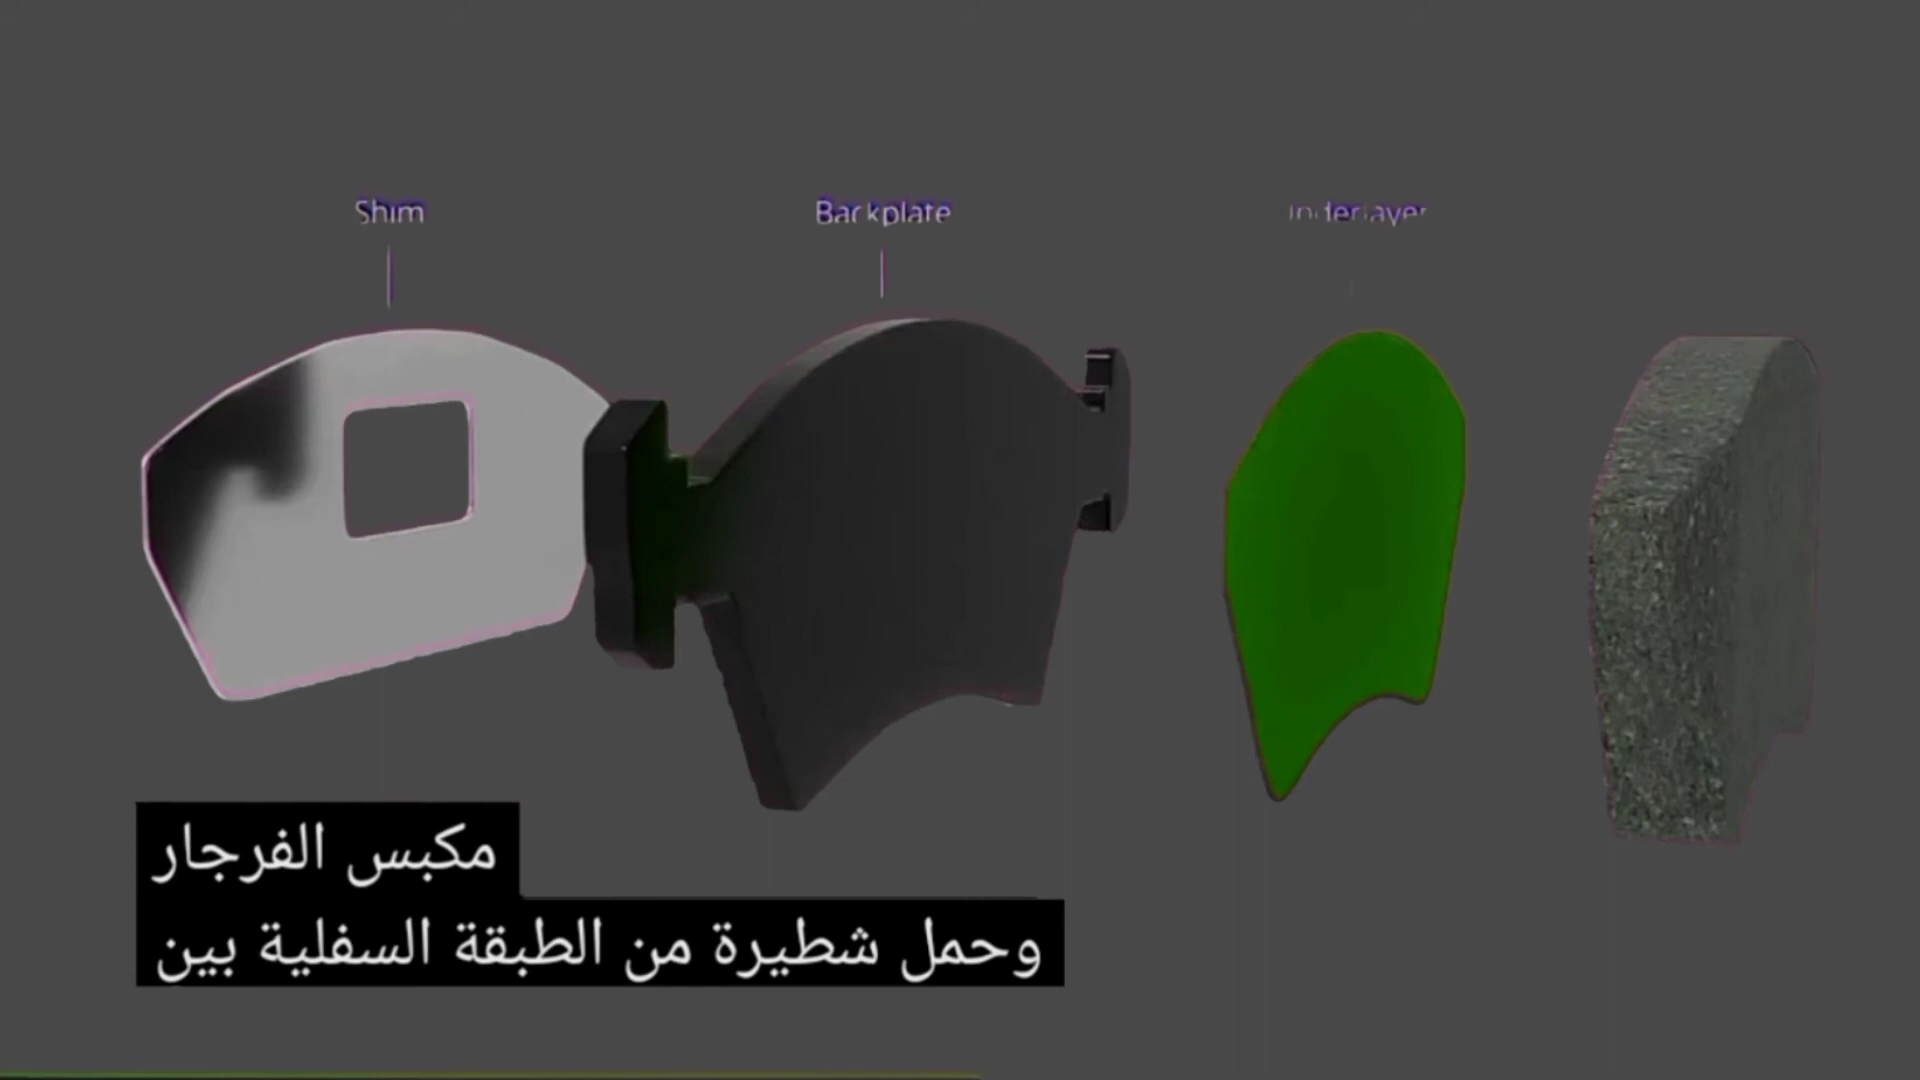 Shim
Backplate
مكبس الفرجار
وحمل شطيرة من الطبقة السفلية بين